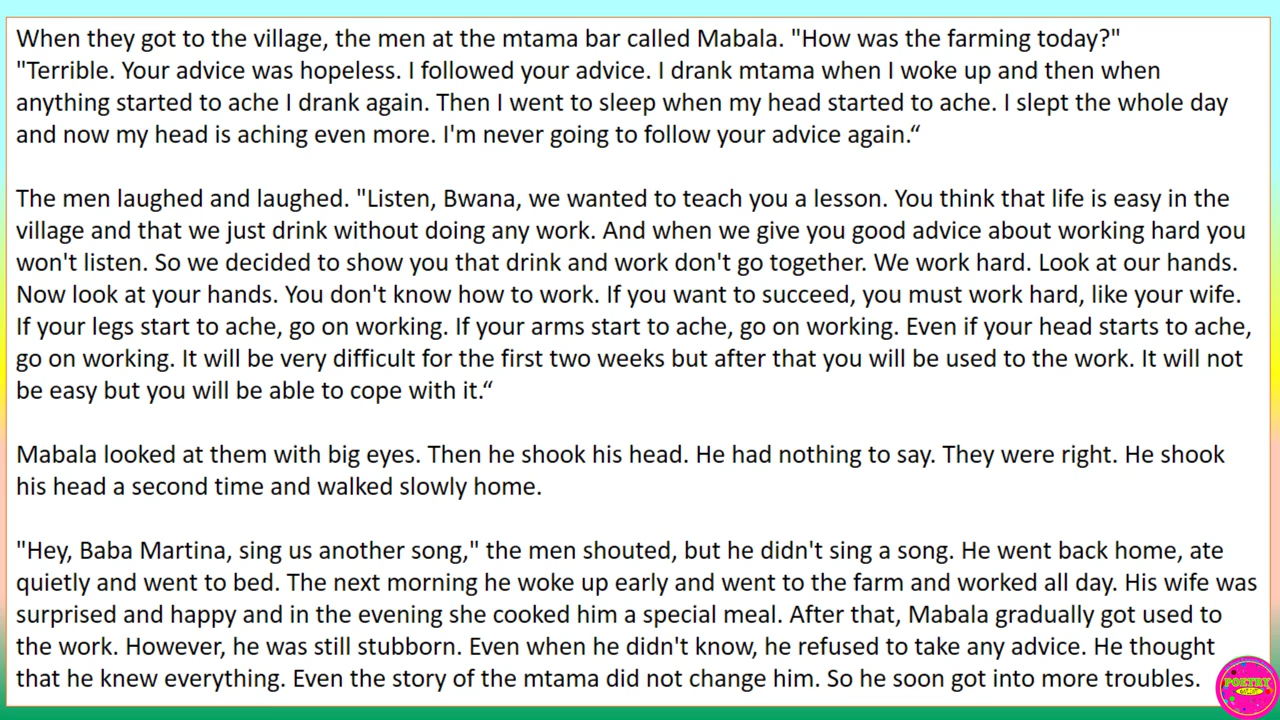 When they got to the village, the men at the mtama bar called Mabala. "How was the farming today?"
"Terrible. Your advice was hopeless. I followed your advice. I drank mtama when I woke up and then when
anything started to ache I drank again. Then I went to sleep when my head started to ache. I slept the whole day
and now my head is aching even more. I'm never going to follow your advice again.“
The men laughed and laughed. "Listen, Bwana, we wanted to teach you a lesson. You think that life is easy in the
village and that we just drink without doing any work. And when we give you good advice about working hard you
won't listen. So we decided to show you that drink and work don't go together. We work hard. Look at our hands.
Now look at your hands. You don't know how to work. If you want to succeed, you must work hard, like your wife.
If your legs start to ache, go on working. If your arms start to ache, go on working. Even if your head starts to ache,
go on working. It will be very difficult for the first two weeks but after that you will be used to the work. It will not
be easy but you will be able to cope with it.“
Mabala looked at them with big eyes. Then he shook his head. He had nothing to say. They were right. He shook
his head a second time and walked slowly home.
"Hey, Baba Martina, sing us another song," the men shouted, but he didn't sing a song. He went back home, ate
quietly and went to bed. The next morning he woke up early and went to the farm and worked all day. His wife was
surprised and happy and in the evening she cooked him a special meal. After that, Mabala gradually got used to
the work. However, he was still stubborn. Even when he didn't know, he refused to take any advice. He thought
that he knew everything. Even the story of the mtama did not change him. So he soon got into more troubles.
POETRY